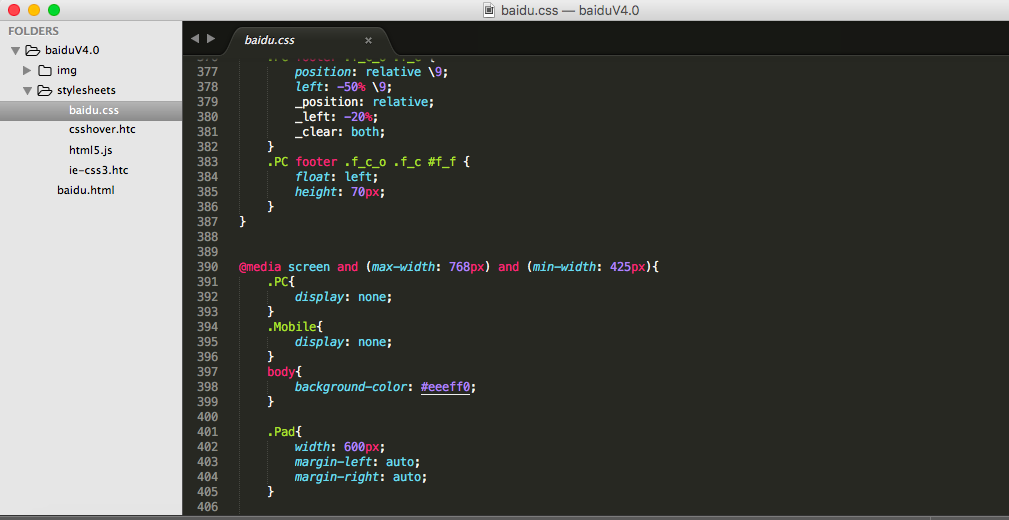 baidu.css — baiduV4.0
FOLDERS
baiduV4.0
img
stylesheets
baidu.css
csshover.htc
html5.js
ie-css3.htc
baidu.html
baidu.css ×
377 position: relative \9;
378 left: -50% \9;
379 _position: relative;
380 _left: -20%;
381 _clear: both;
382 }
383 .PC footer .f_c_o .f_c #f_f {
384 float: left;
385 height: 70px;
386 }
387 }
388
389
390 @media screen and (max-width: 768px) and (min-width: 425px){
391 .PC{
392 display: none;
393 }
394 .Mobile{
395 display: none;
396 }
397 body{
398 background-color: #eeeff0;
399 }
400
401 .Pad{
402 width: 600px;
403 margin-left: auto;
404 margin-right: auto;
405 }
406